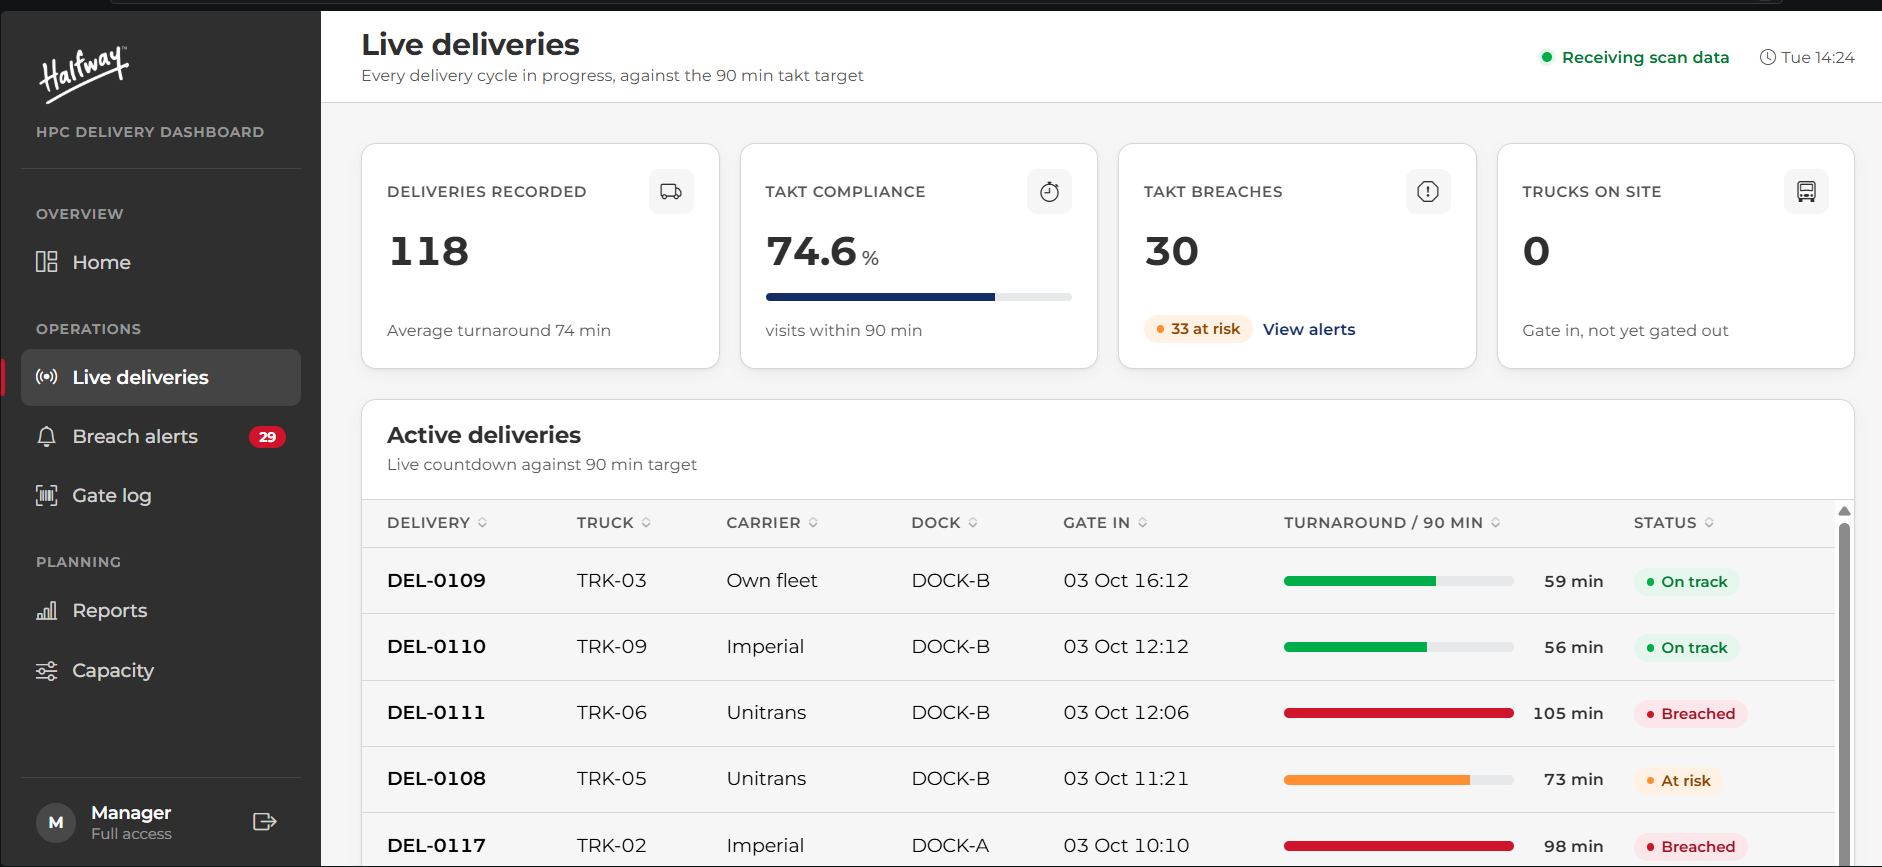 Halfway™
HPC DELIVERY DASHBOARD
OVERVIEW
Home
OPERATIONS
Live deliveries
Breach alerts 29
Gate log
PLANNING
Reports
Capacity
M
Manager
Full access
Live deliveries
Every delivery cycle in progress, against the 90 min takt target
Receiving scan data
Tue 14:24
DELIVERIES RECORDED
118
Average turnaround 74 min
TAKT COMPLIANCE
74.6 %
visits within 90 min
TAKT BREACHES
30
33 at risk View alerts
TRUCKS ON SITE
0
Gate in, not yet gated out
Active deliveries
Live countdown against 90 min target
DELIVERY TRUCK CARRIER DOCK GATE IN TURNAROUND / 90 MIN STATUS
DEL-0109 TRK-03 Own fleet DOCK-B 03 Oct 16:12 59 min On track
DEL-0110 TRK-09 Imperial DOCK-B 03 Oct 12:12 56 min On track
DEL-0111 TRK-06 Unitrans DOCK-B 03 Oct 12:06 105 min Breached
DEL-0108 TRK-05 Unitrans DOCK-B 03 Oct 11:21 73 min At risk
DEL-0117 TRK-02 Imperial DOCK-A 03 Oct 10:10 98 min Breached